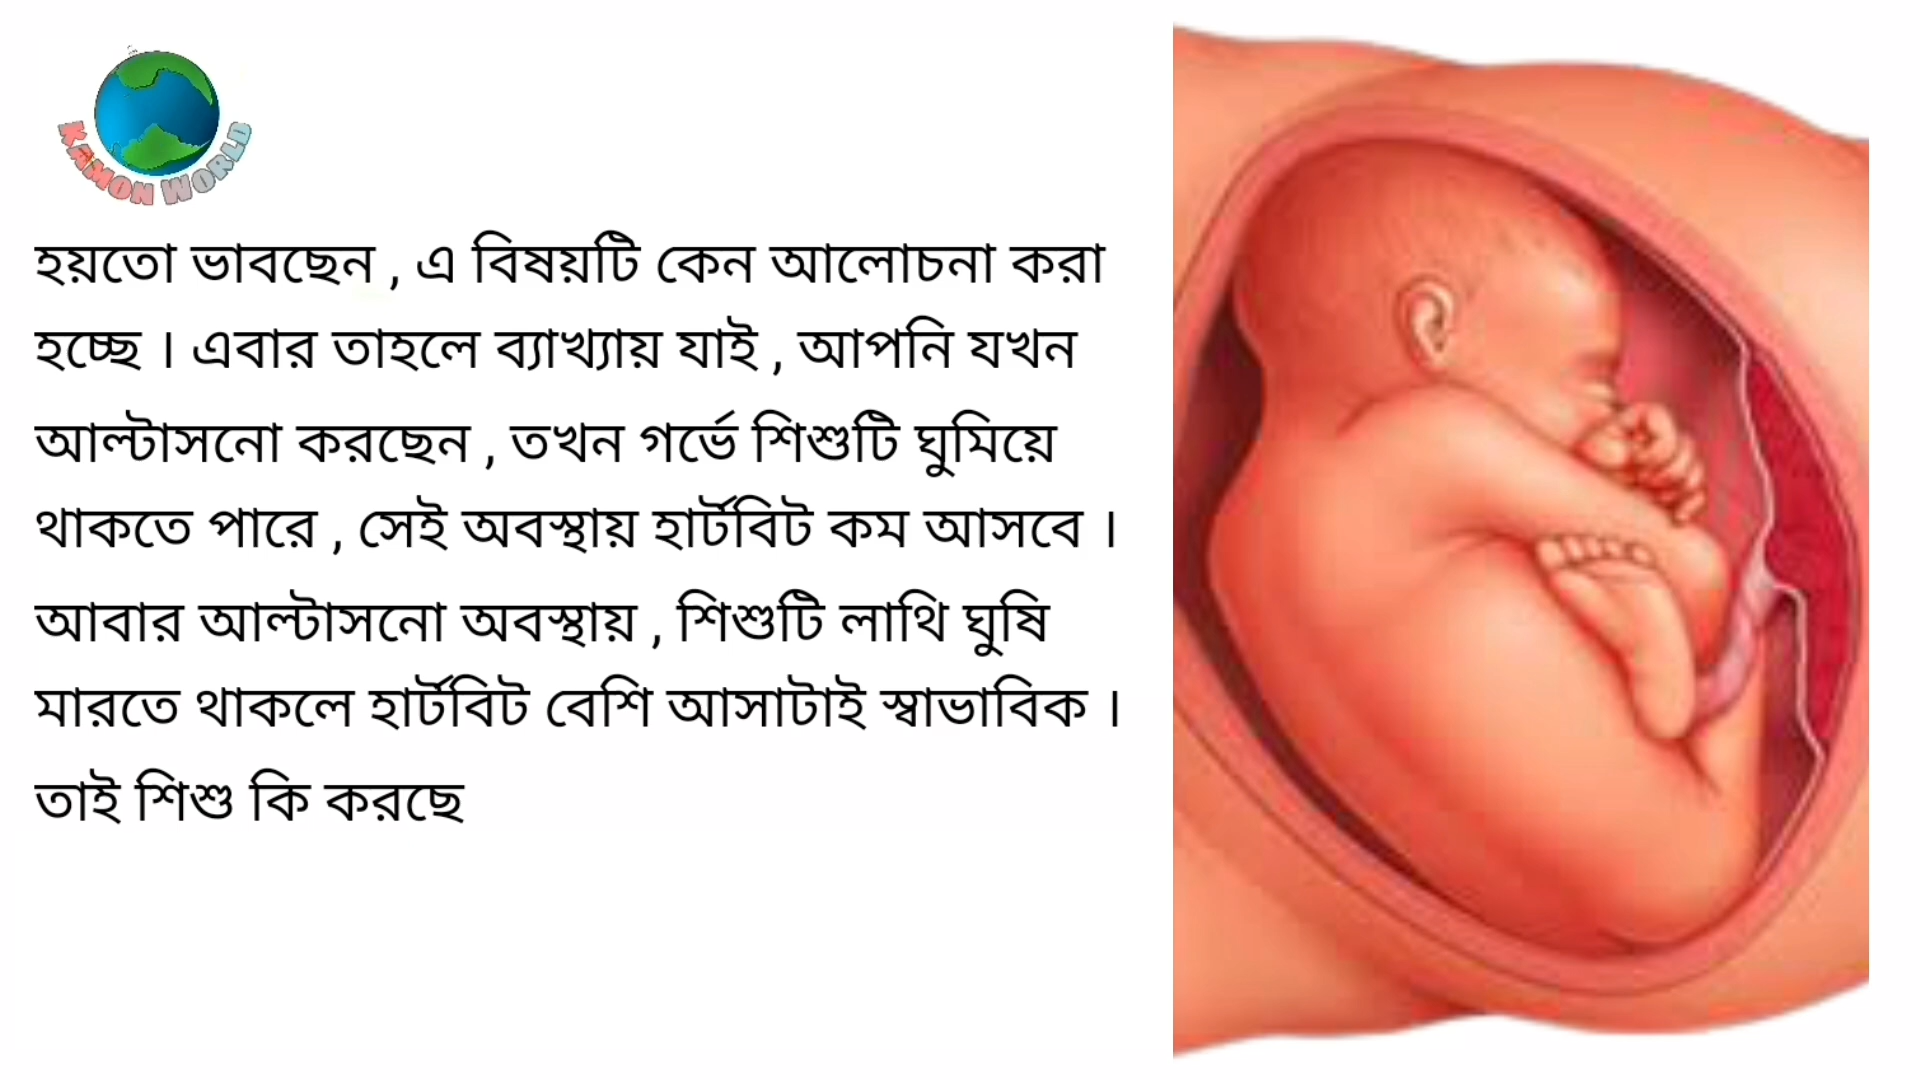 KAMON WORLD
হয়তো ভাবছেন , এ বিষয়টি কেন আলোচনা করা
হচ্ছে । এবার তাহলে ব্যাখ্যায় যাই , আপনি যখন
আল্টাসনো করছেন , তখন গর্ভে শিশুটি ঘুমিয়ে
থাকতে পারে , সেই অবস্থায় হার্টবিট কম আসবে ।
আবার আল্টাসনো অবস্থায় , শিশুটি লাথি ঘুষি
মারতে থাকলে হার্টবিট বেশি আসাটাই স্বাভাবিক ।
তাই শিশু কি করছে